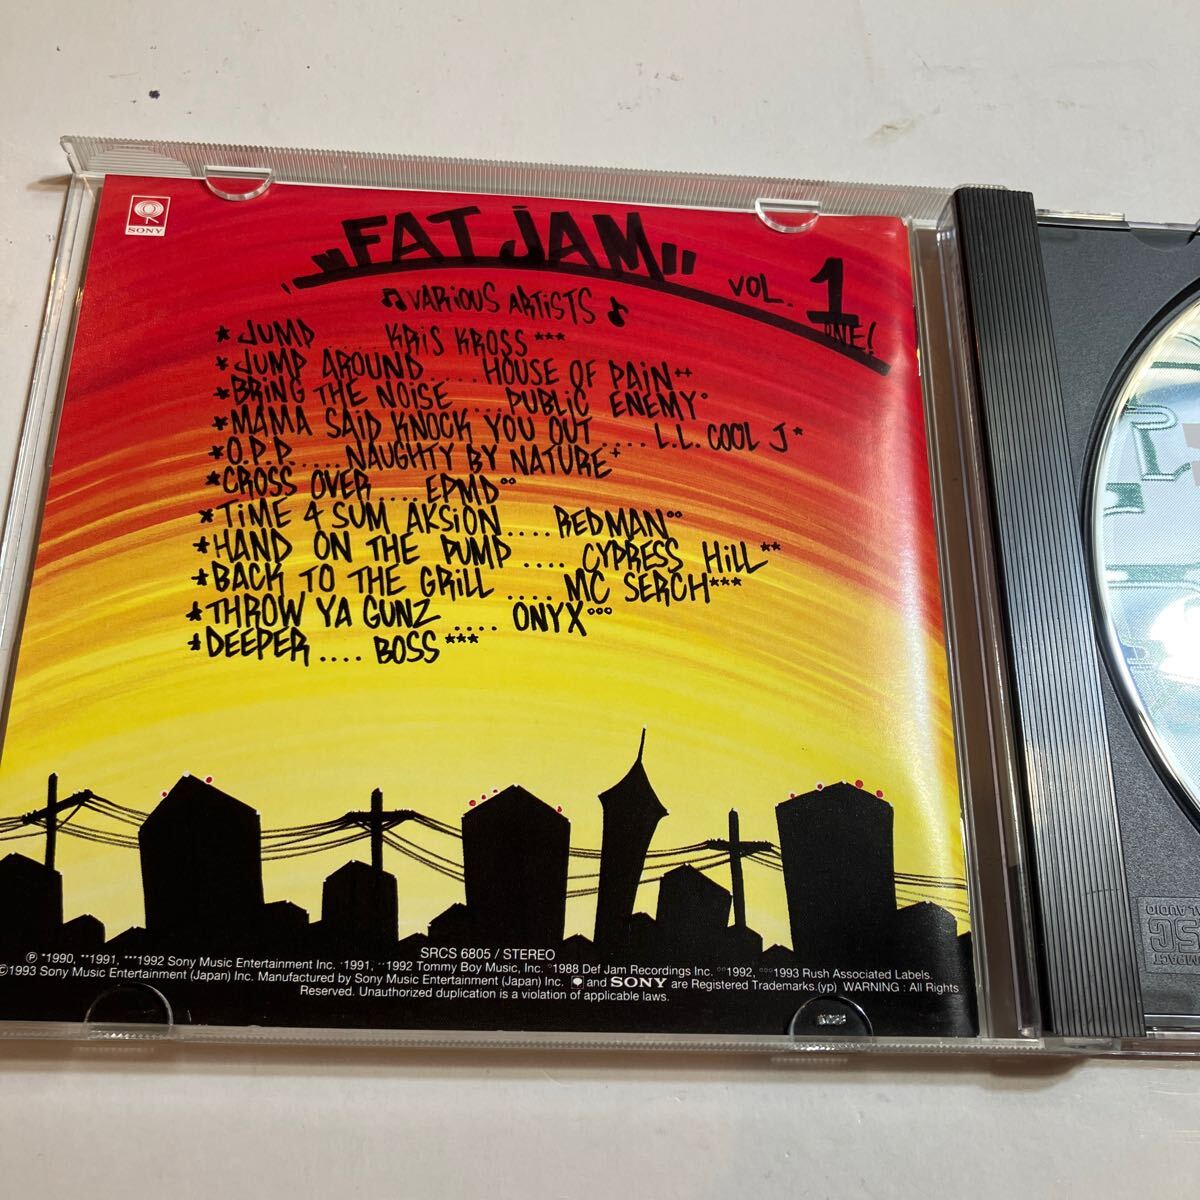 SONY
"FAT JAM" VOL. 1 ONE!
♫ VARiOUS ARTiSTS ♪
* JUMP .... KRiS KROSS***
* JUMP AROUND .... HOUSE OF PAiN++
* BRiNG THE NOiSE ... PUBLiC ENEMY°
* MAMA SAiD KNOCK YOU OUT .... L.L. COOL J*
* O.P.P .... NAUGHTY BY NATURE+
* CROSS OVER .... EPMD°°
* TiME 4 SUM AKSiON .... REDMAN°°
* HAND ON THE PUMP .... CYPRESS HiLL**
* BACK TO THE GRiLL .... MC SERCH***
* THROW YA GUNZ .... ONYX°°°
* DEEPER .... BOSS***
SRCS 6805 / STEREO
Ⓟ *1990, **1991, ***1992 Sony Music Entertainment Inc. +1991, ++1992 Tommy Boy Music, Inc. °1988 Def Jam Recordings Inc. °°1992, °°°1993 Rush Associated Labels.
©1993 Sony Music Entertainment (Japan) Inc. Manufactured by Sony Music Entertainment (Japan) Inc. and SONY are Registered Trademarks.(yp) WARNING : All Rights
Reserved. Unauthorized duplication is a violation of applicable laws.
COMPACT
DISC
AUDIO